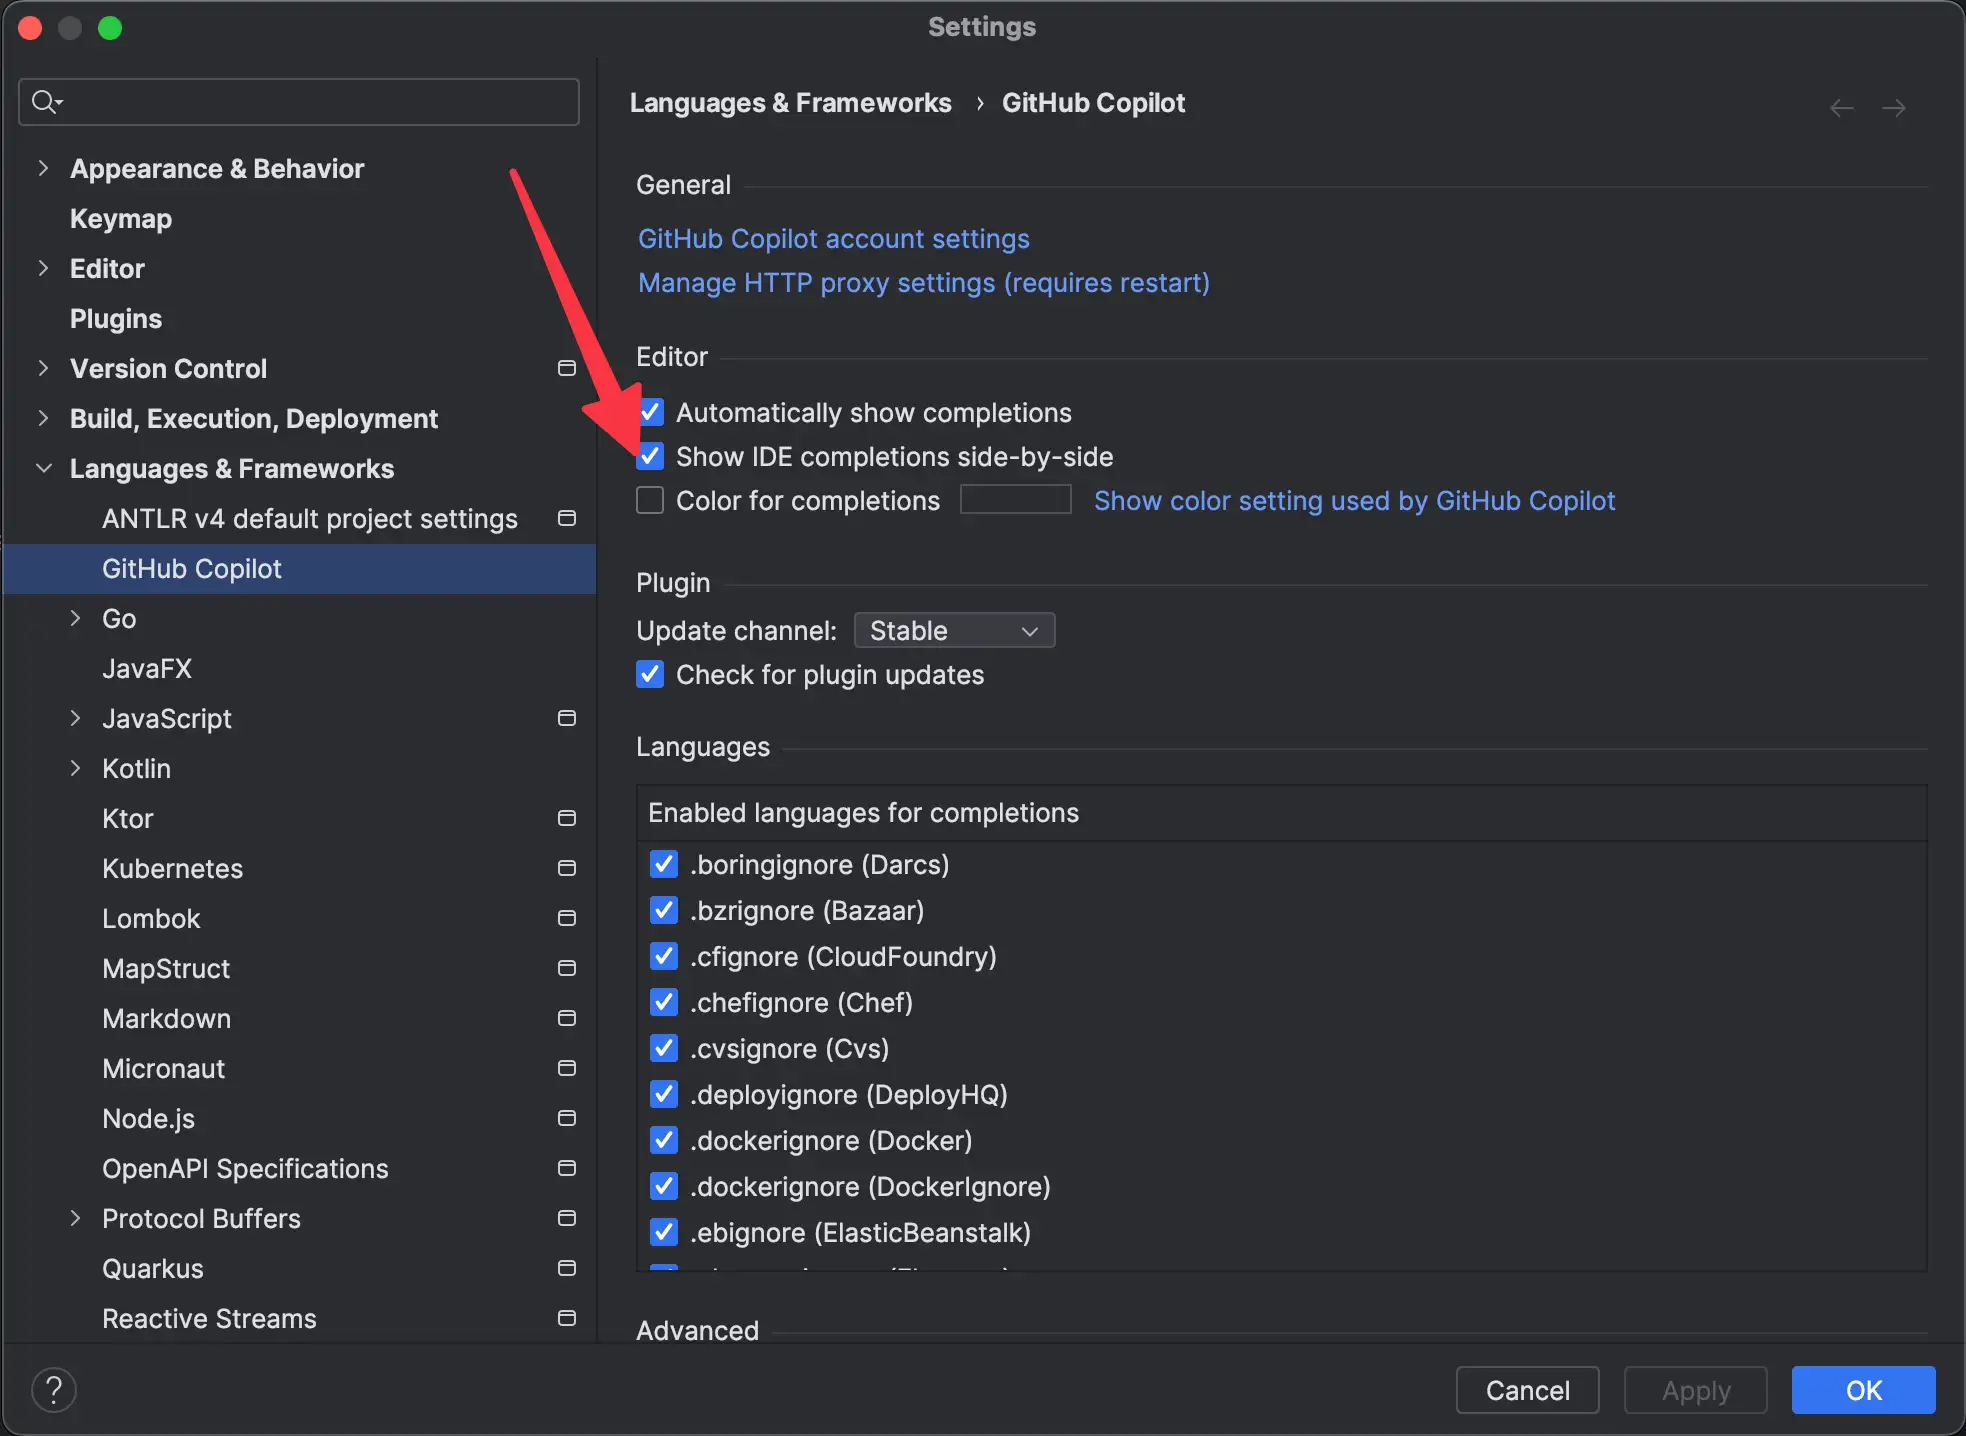 Settings
Languages & Frameworks › GitHub Copilot
Appearance & Behavior
Keymap
Editor
Plugins
Version Control
Build, Execution, Deployment
Languages & Frameworks
ANTLR v4 default project settings
GitHub Copilot
Go
JavaFX
JavaScript
Kotlin
Ktor
Kubernetes
Lombok
MapStruct
Markdown
Micronaut
Node.js
OpenAPI Specifications
Protocol Buffers
Quarkus
Reactive Streams
General
GitHub Copilot account settings
Manage HTTP proxy settings (requires restart)
Editor
Automatically show completions
Show IDE completions side-by-side
Color for completions Show color setting used by GitHub Copilot
Plugin
Update channel: Stable
Check for plugin updates
Languages
Enabled languages for completions
.boringignore (Darcs)
.bzrignore (Bazaar)
.cfignore (CloudFoundry)
.chefignore (Chef)
.cvsignore (Cvs)
.deployignore (DeployHQ)
.dockerignore (Docker)
.dockerignore (DockerIgnore)
.ebignore (ElasticBeanstalk)
Advanced
? Cancel Apply OK